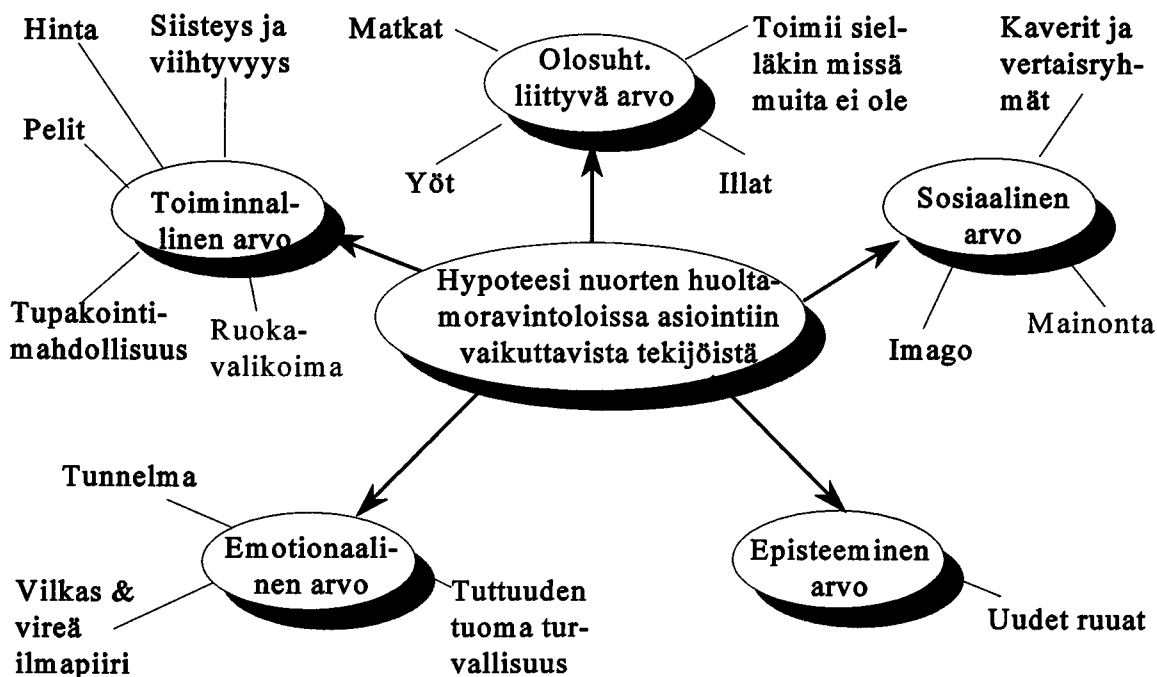 Hinta
Siisteys ja
viihtyvyys
Pelit
Toiminnal-
linen arvo
Tupakointi-
mahdollisuus
Ruoka-
valikoima
Matkat
Olosuht.
liittyvä arvo
Toimii siel-
läkin missä
muita ei ole
Yöt
Illat
Kaverit ja
vertaisryh-
mät
Sosiaalinen
arvo
Imago
Mainonta
Hypoteesi nuorten huolta-
moravintoloissa asiointiin
vaikuttavista tekijöistä
Tunnelma
Emotionaali-
nen arvo
Vilkas &
vireä
ilmapiiri
Tuttuuden
tuoma tur-
vallisuus
Episteeminen
arvo
Uudet ruuat